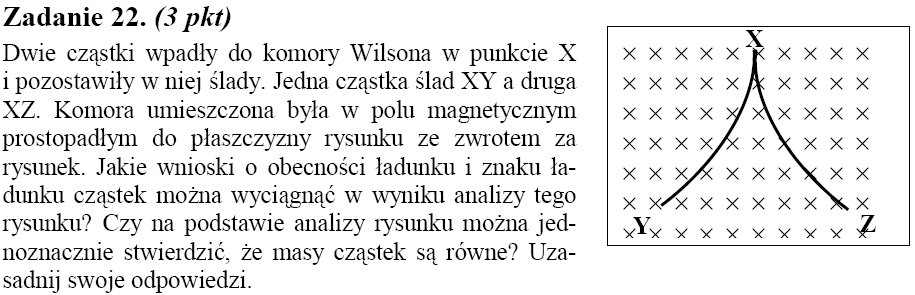 Zadanie 22. (3 pkt)
Dwie cząstki wpadły do komory Wilsona w punkcie X
i pozostawiły w niej ślady. Jedna cząstka ślad XY a druga
XZ. Komora umieszczona była w polu magnetycznym
prostopadłym do płaszczyzny rysunku ze zwrotem za
rysunek. Jakie wnioski o obecności ładunku i znaku ła-
dunku cząstek można wyciągnąć w wyniku analizy tego
rysunku? Czy na podstawie analizy rysunku można jed-
noznacznie stwierdzić, że masy cząstek są równe? Uza-
sadnij swoje odpowiedzi.
X
Y
Z